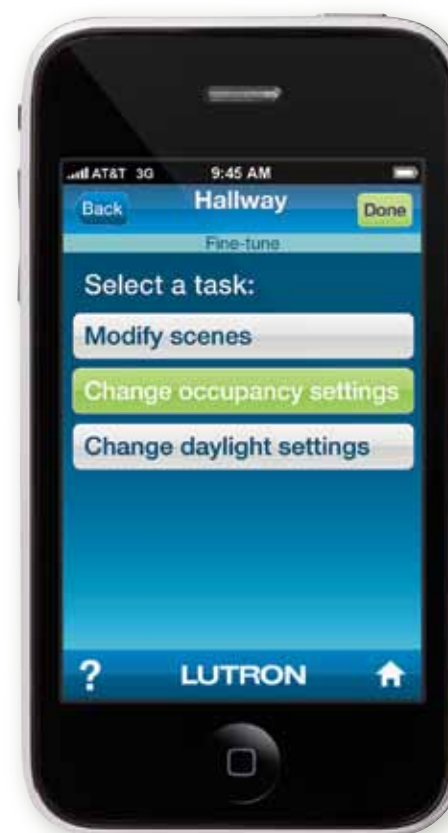 AT&T 3G 9:45 AM
Back Hallway Done
Fine-tune
Select a task:
Modify scenes
Change occupancy settings
Change daylight settings
? LUTRON